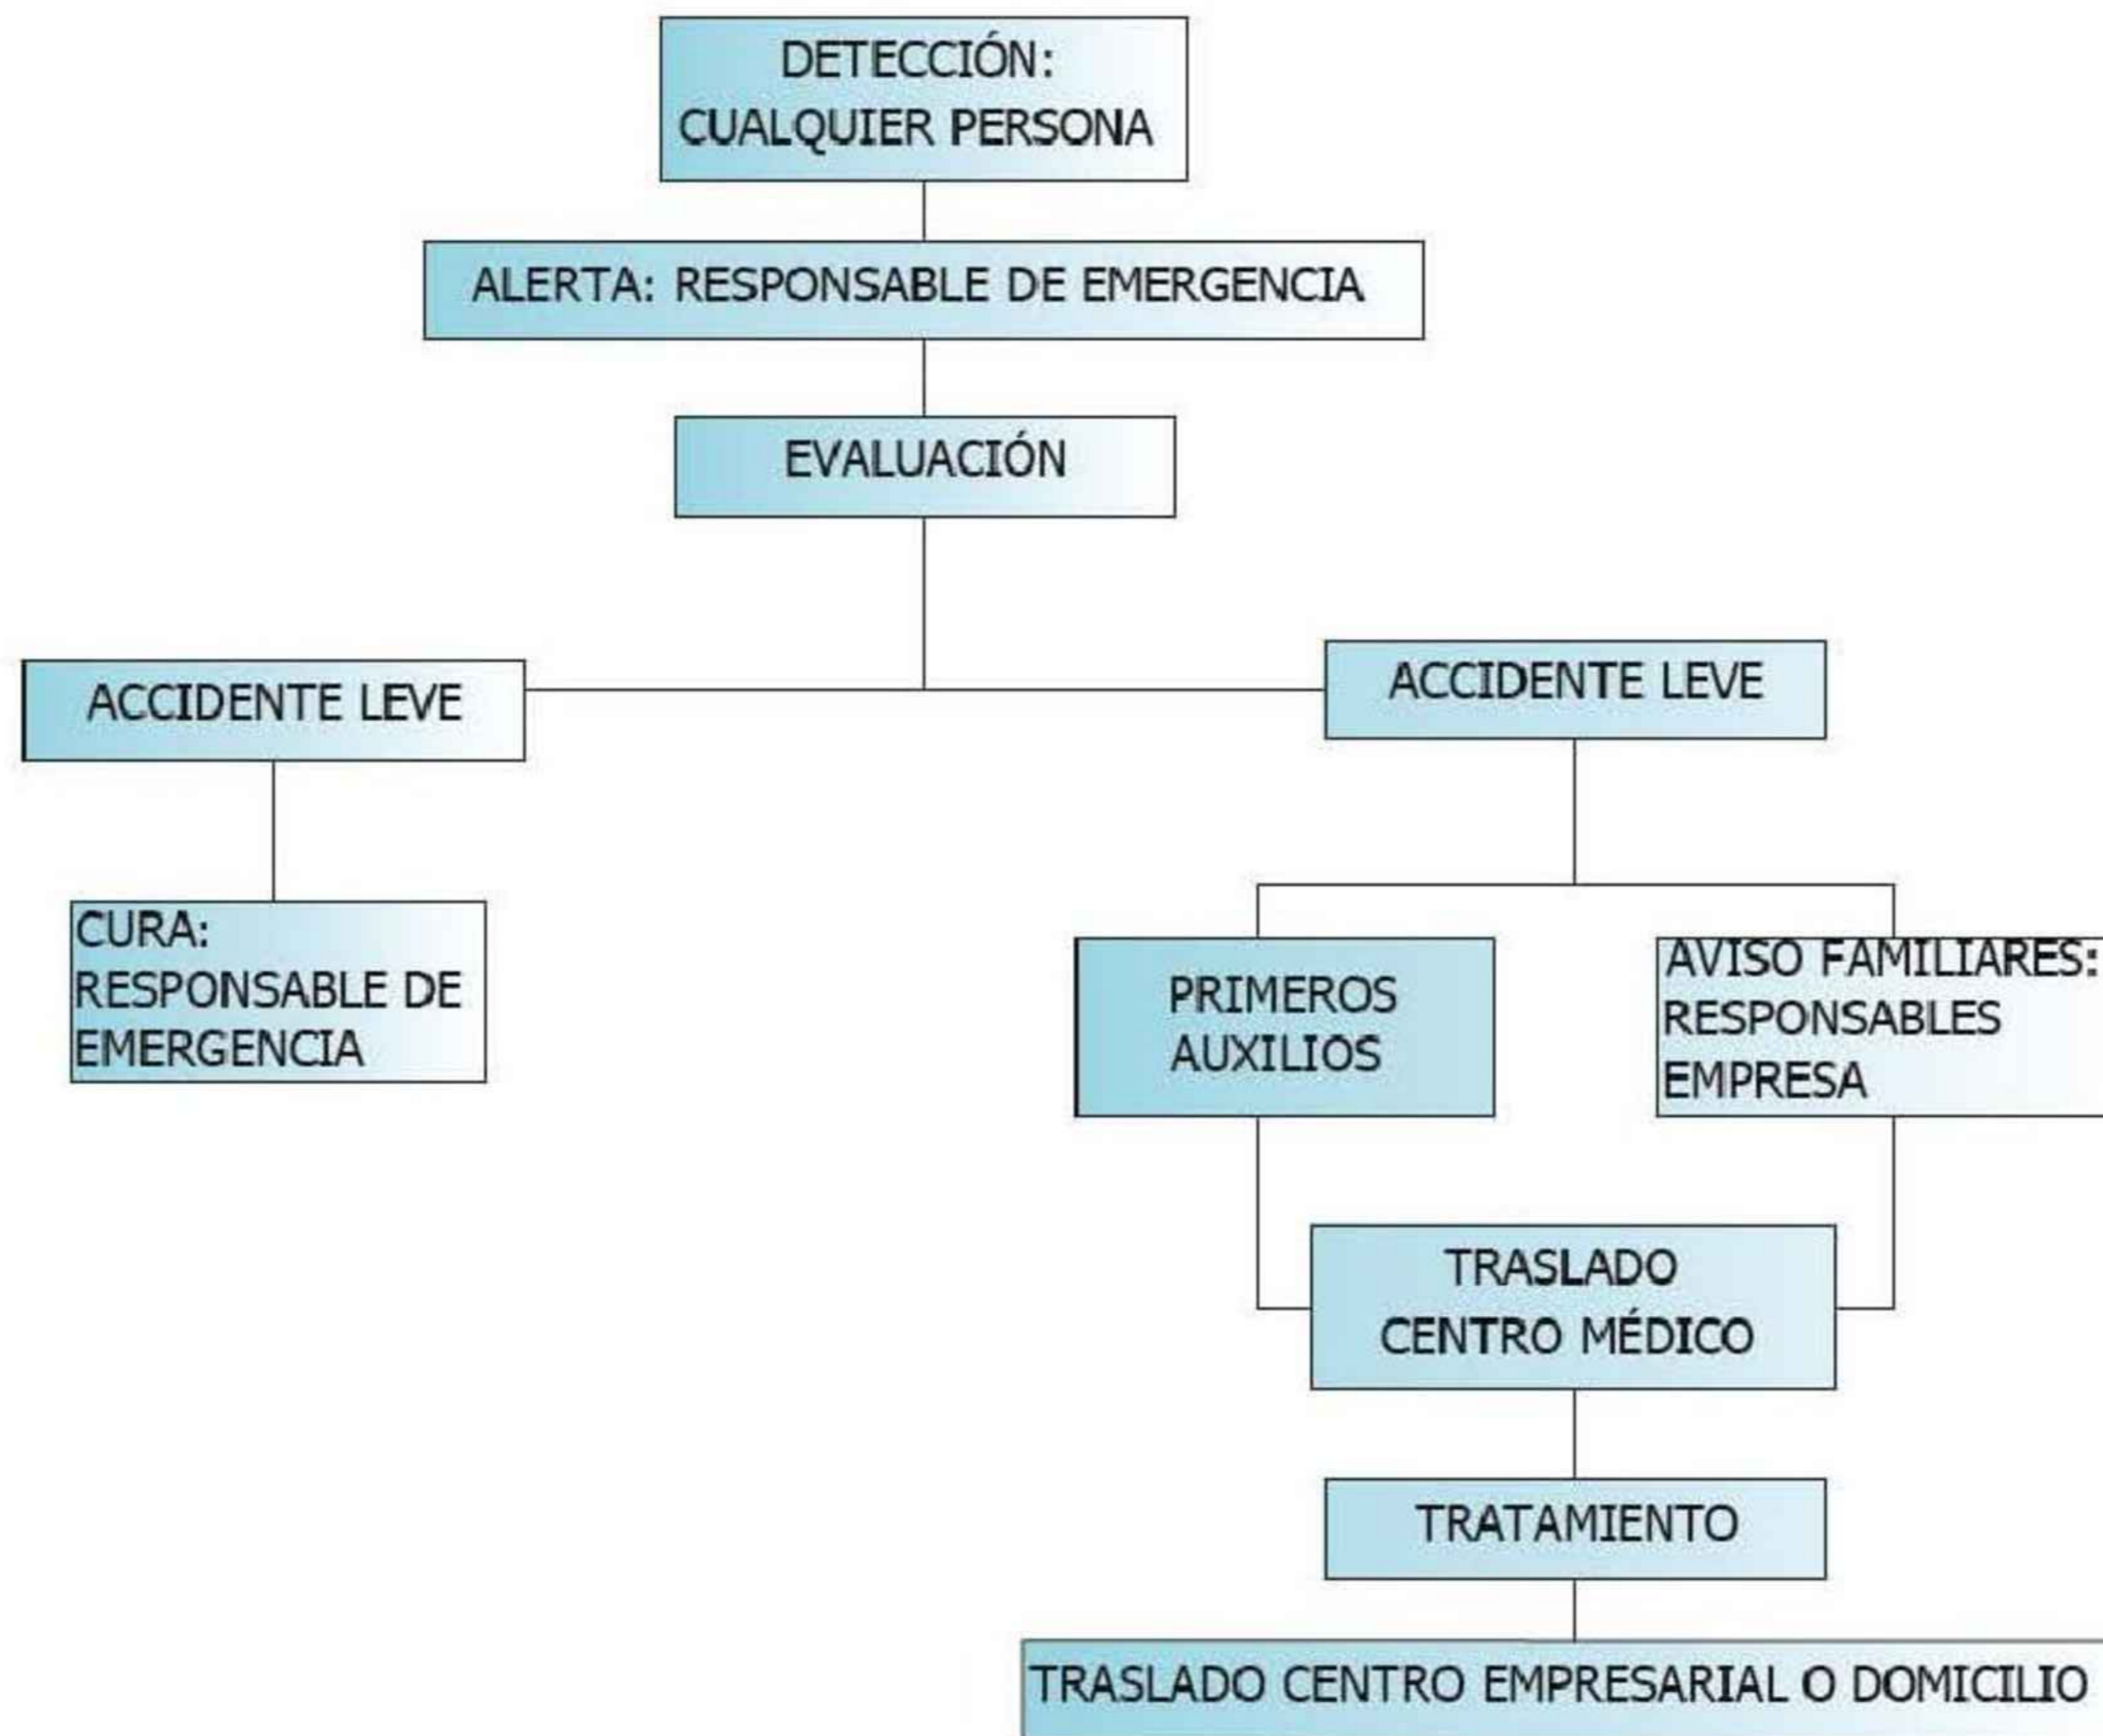 DETECCIÓN:
CUALQUIER PERSONA
ALERTA: RESPONSABLE DE EMERGENCIA
EVALUACIÓN
ACCIDENTE LEVE
ACCIDENTE LEVE
CURA:
RESPONSABLE DE
EMERGENCIA
PRIMEROS
AUXILIOS
AVISO FAMILIARES:
RESPONSABLES
EMPRESA
TRASLADO
CENTRO MÉDICO
TRATAMIENTO
TRASLADO CENTRO EMPRESARIAL O DOMICILIO